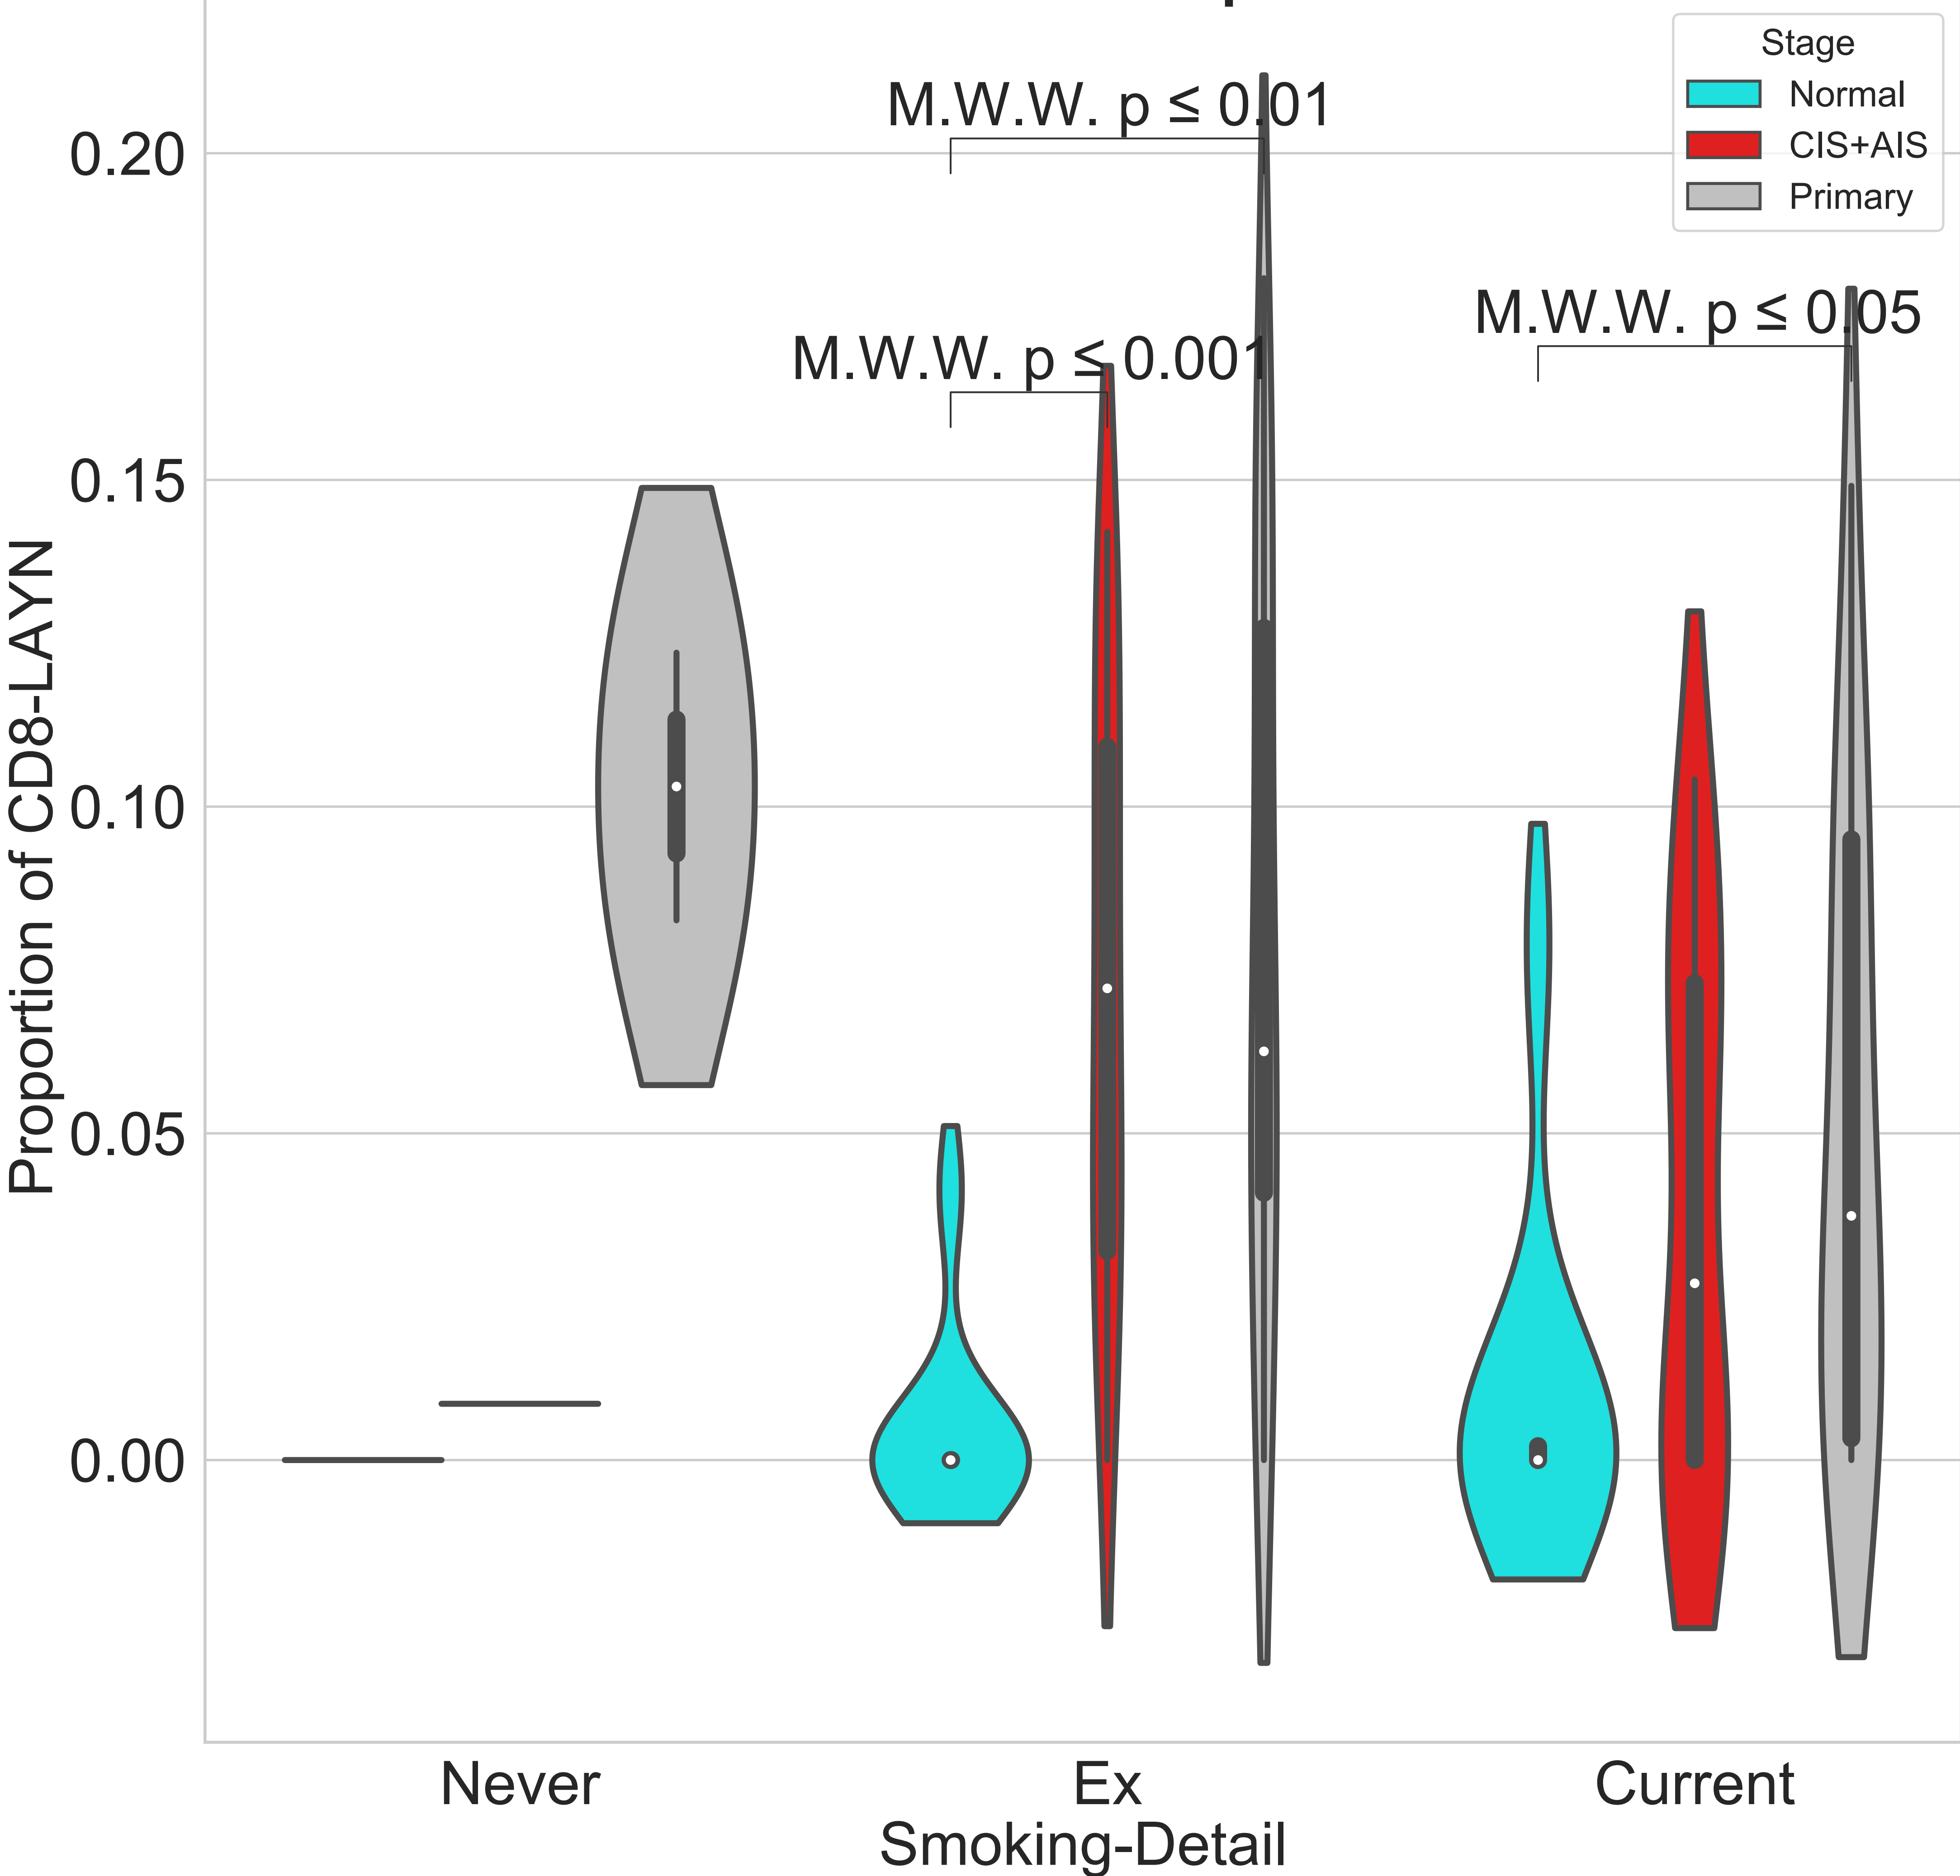 Stage
Normal
CIS+AIS
Primary
M.W.W. p ≤ 0.01
M.W.W. p ≤ 0.05
M.W.W. p ≤ 0.001
0.20
0.15
0.10
0.05
0.00
Proportion of CD8-LAYN
Never
Ex
Current
Smoking-Detail